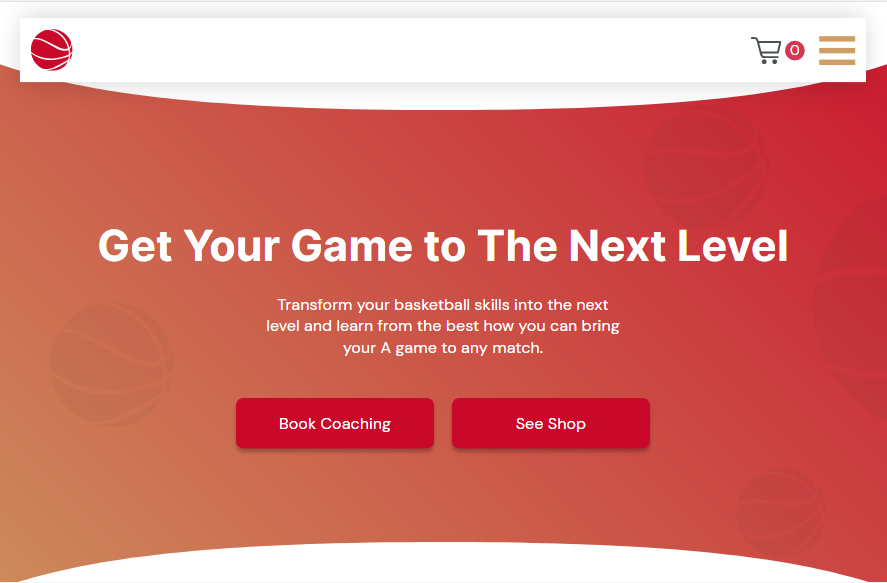 0
Get Your Game to The Next Level
Transform your basketball skills into the next
level and learn from the best how you can bring
your A game to any match.
Book Coaching
See Shop